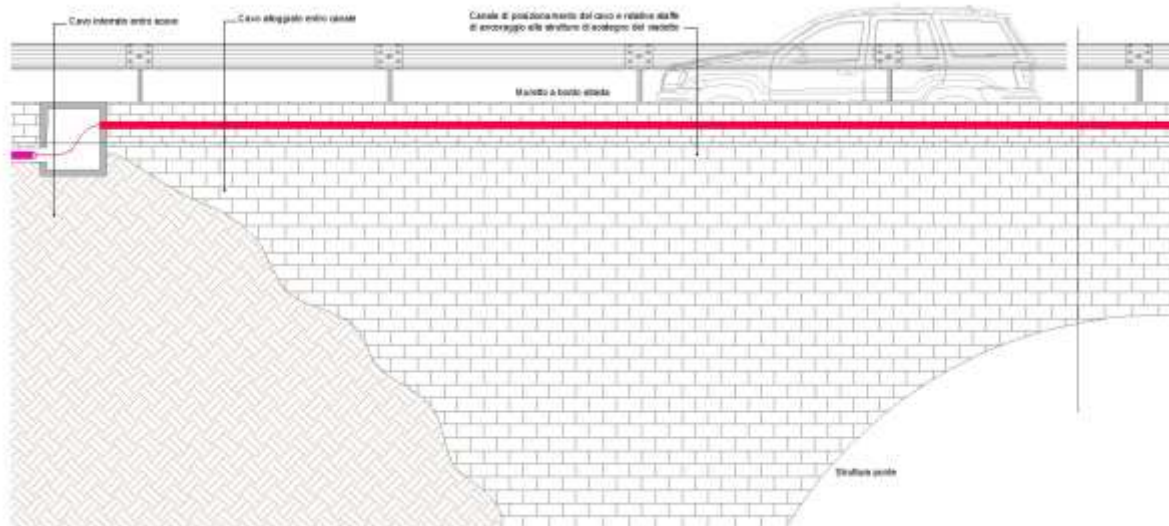 Cavo interrato entro scavo
Cavo alloggiato entro canale
Canale di posizionamento del cavo e relative staffe
di ancoraggio alle strutture di sostegno del viadotto
Muretto a bordo strada
Struttura ponte